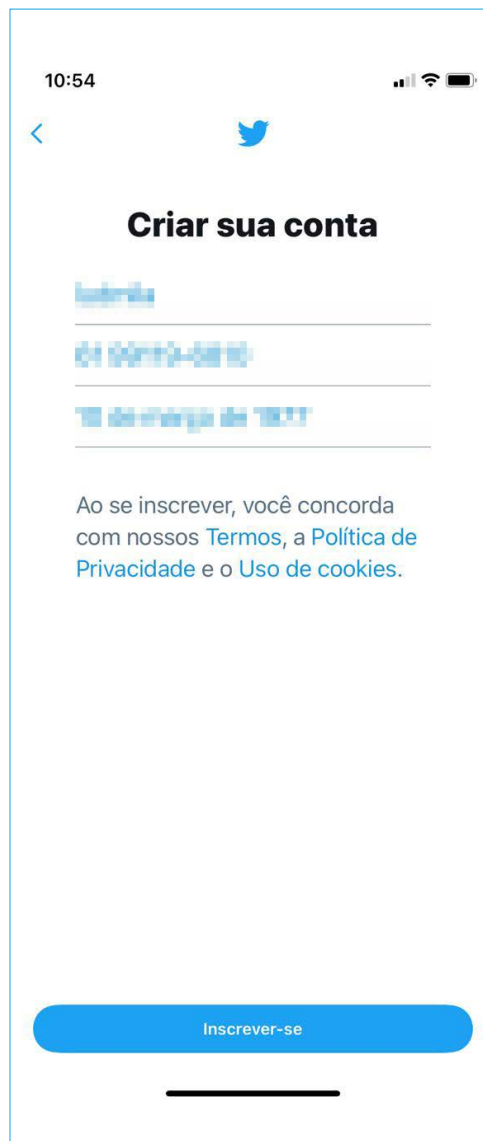 10:54
Criar sua conta
Ao se inscrever, você concorda
com nossos Termos, a Política de
Privacidade e o Uso de cookies.
Inscrever-se